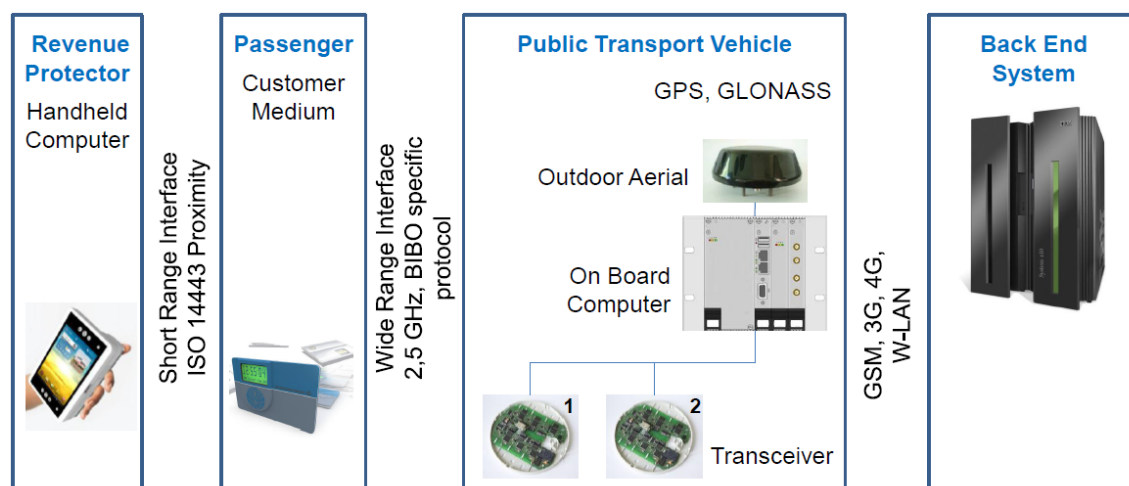 Revenue
Protector
Handheld
Computer
Short Range Interface
ISO 14443 Proximity
Passenger
Customer
Medium
Wide Range Interface
2,5 GHz, BIBO specific
protocol
Public Transport Vehicle
GPS, GLONASS
Outdoor Aerial
On Board
Computer
1
2
Transceiver
GSM, 3G, 4G,
W-LAN
Back End
System